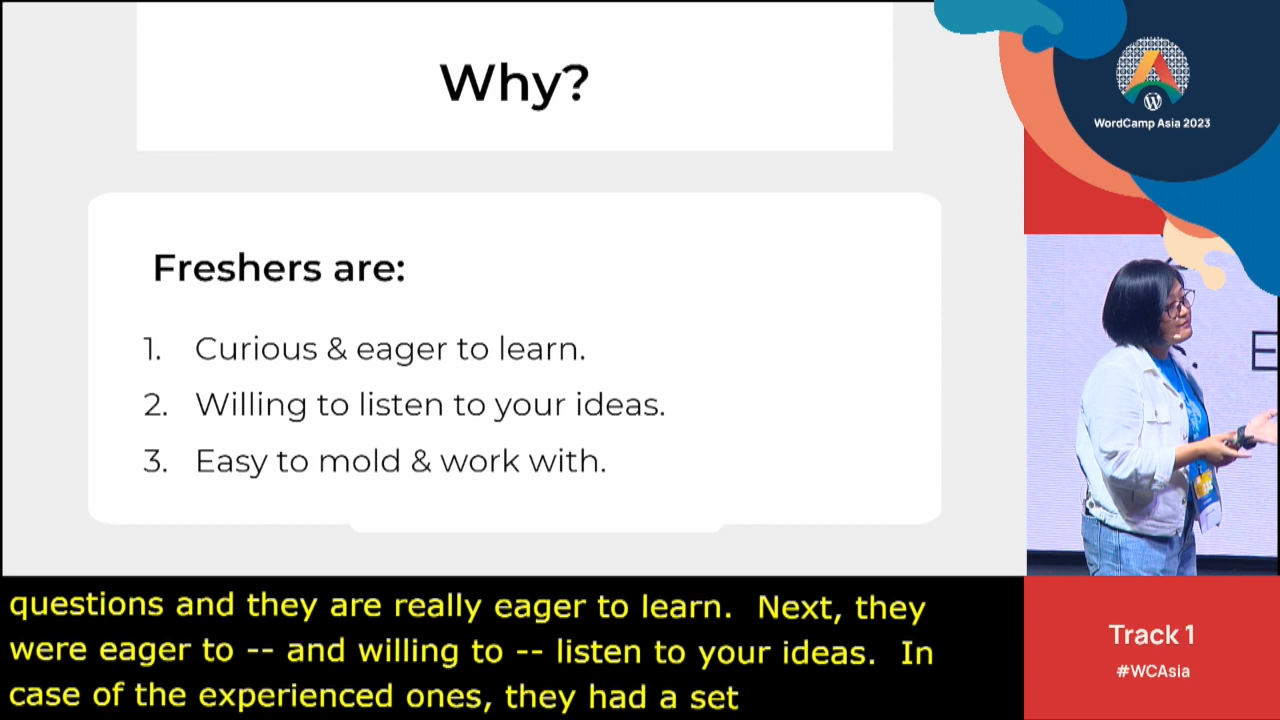 Why?
WordCamp Asia 2023
Freshers are:
1. Curious & eager to learn.
2. Willing to listen to your ideas.
3. Easy to mold & work with.
E
questions and they are really eager to learn.  Next, they
were eager to -- and willing to -- listen to your ideas.  In
case of the experienced ones, they had a set
Track 1
#WCAsia